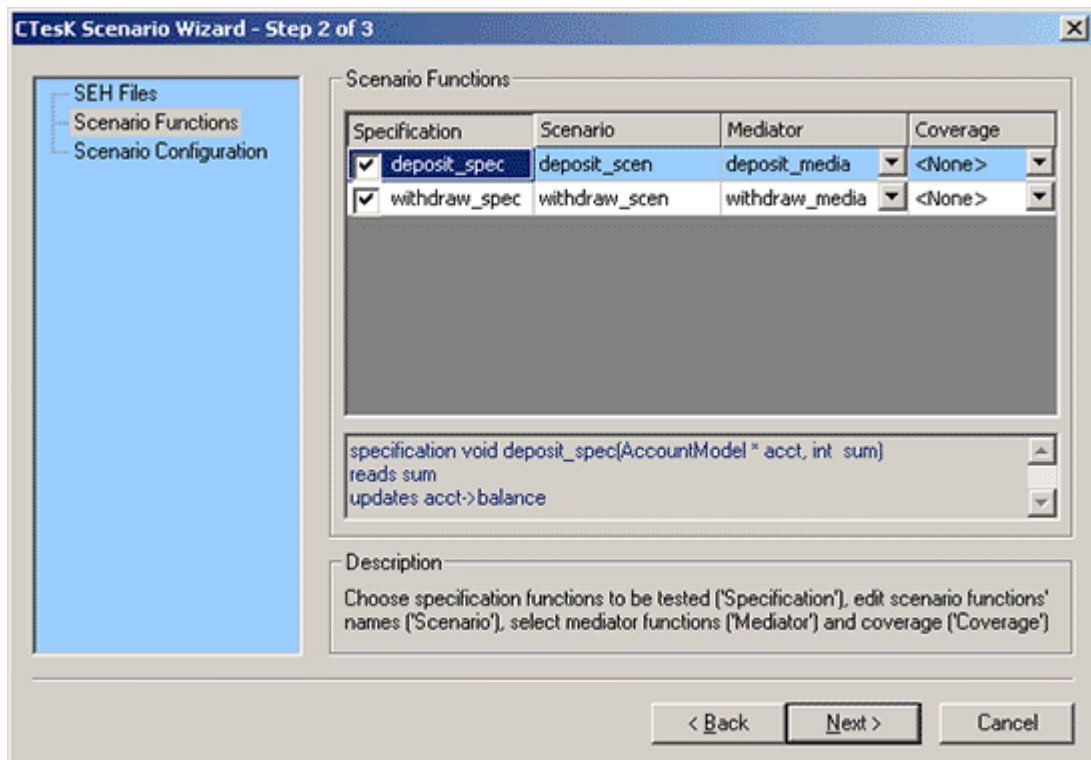 CTesK Scenario Wizard - Step 2 of 3
SEH Files
Scenario Functions
Scenario Configuration
Scenario Functions
Specification Scenario Mediator Coverage
deposit_spec deposit_scen deposit_media <None>
withdraw_spec withdraw_scen withdraw_media <None>
specification void deposit_spec(AccountModel * acct, int sum)
reads sum
updates acct->balance
Description
Choose specification functions to be tested ('Specification'), edit scenario functions'
names ('Scenario'), select mediator functions ('Mediator') and coverage ('Coverage')
< Back Next > Cancel